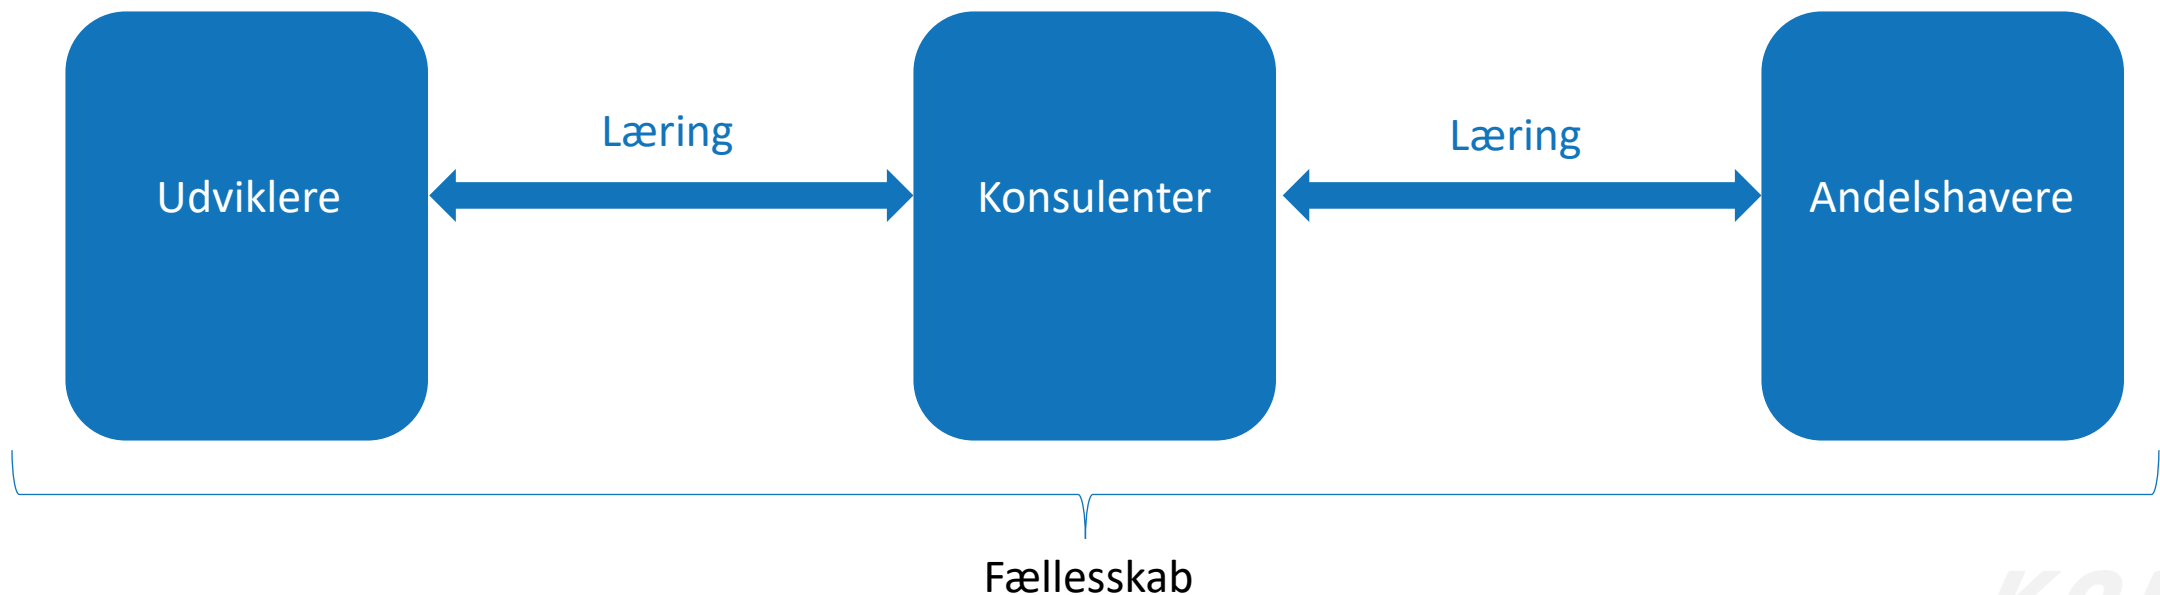 Læring
Læring
Udviklere
Konsulenter
Andelshavere
Fællesskab